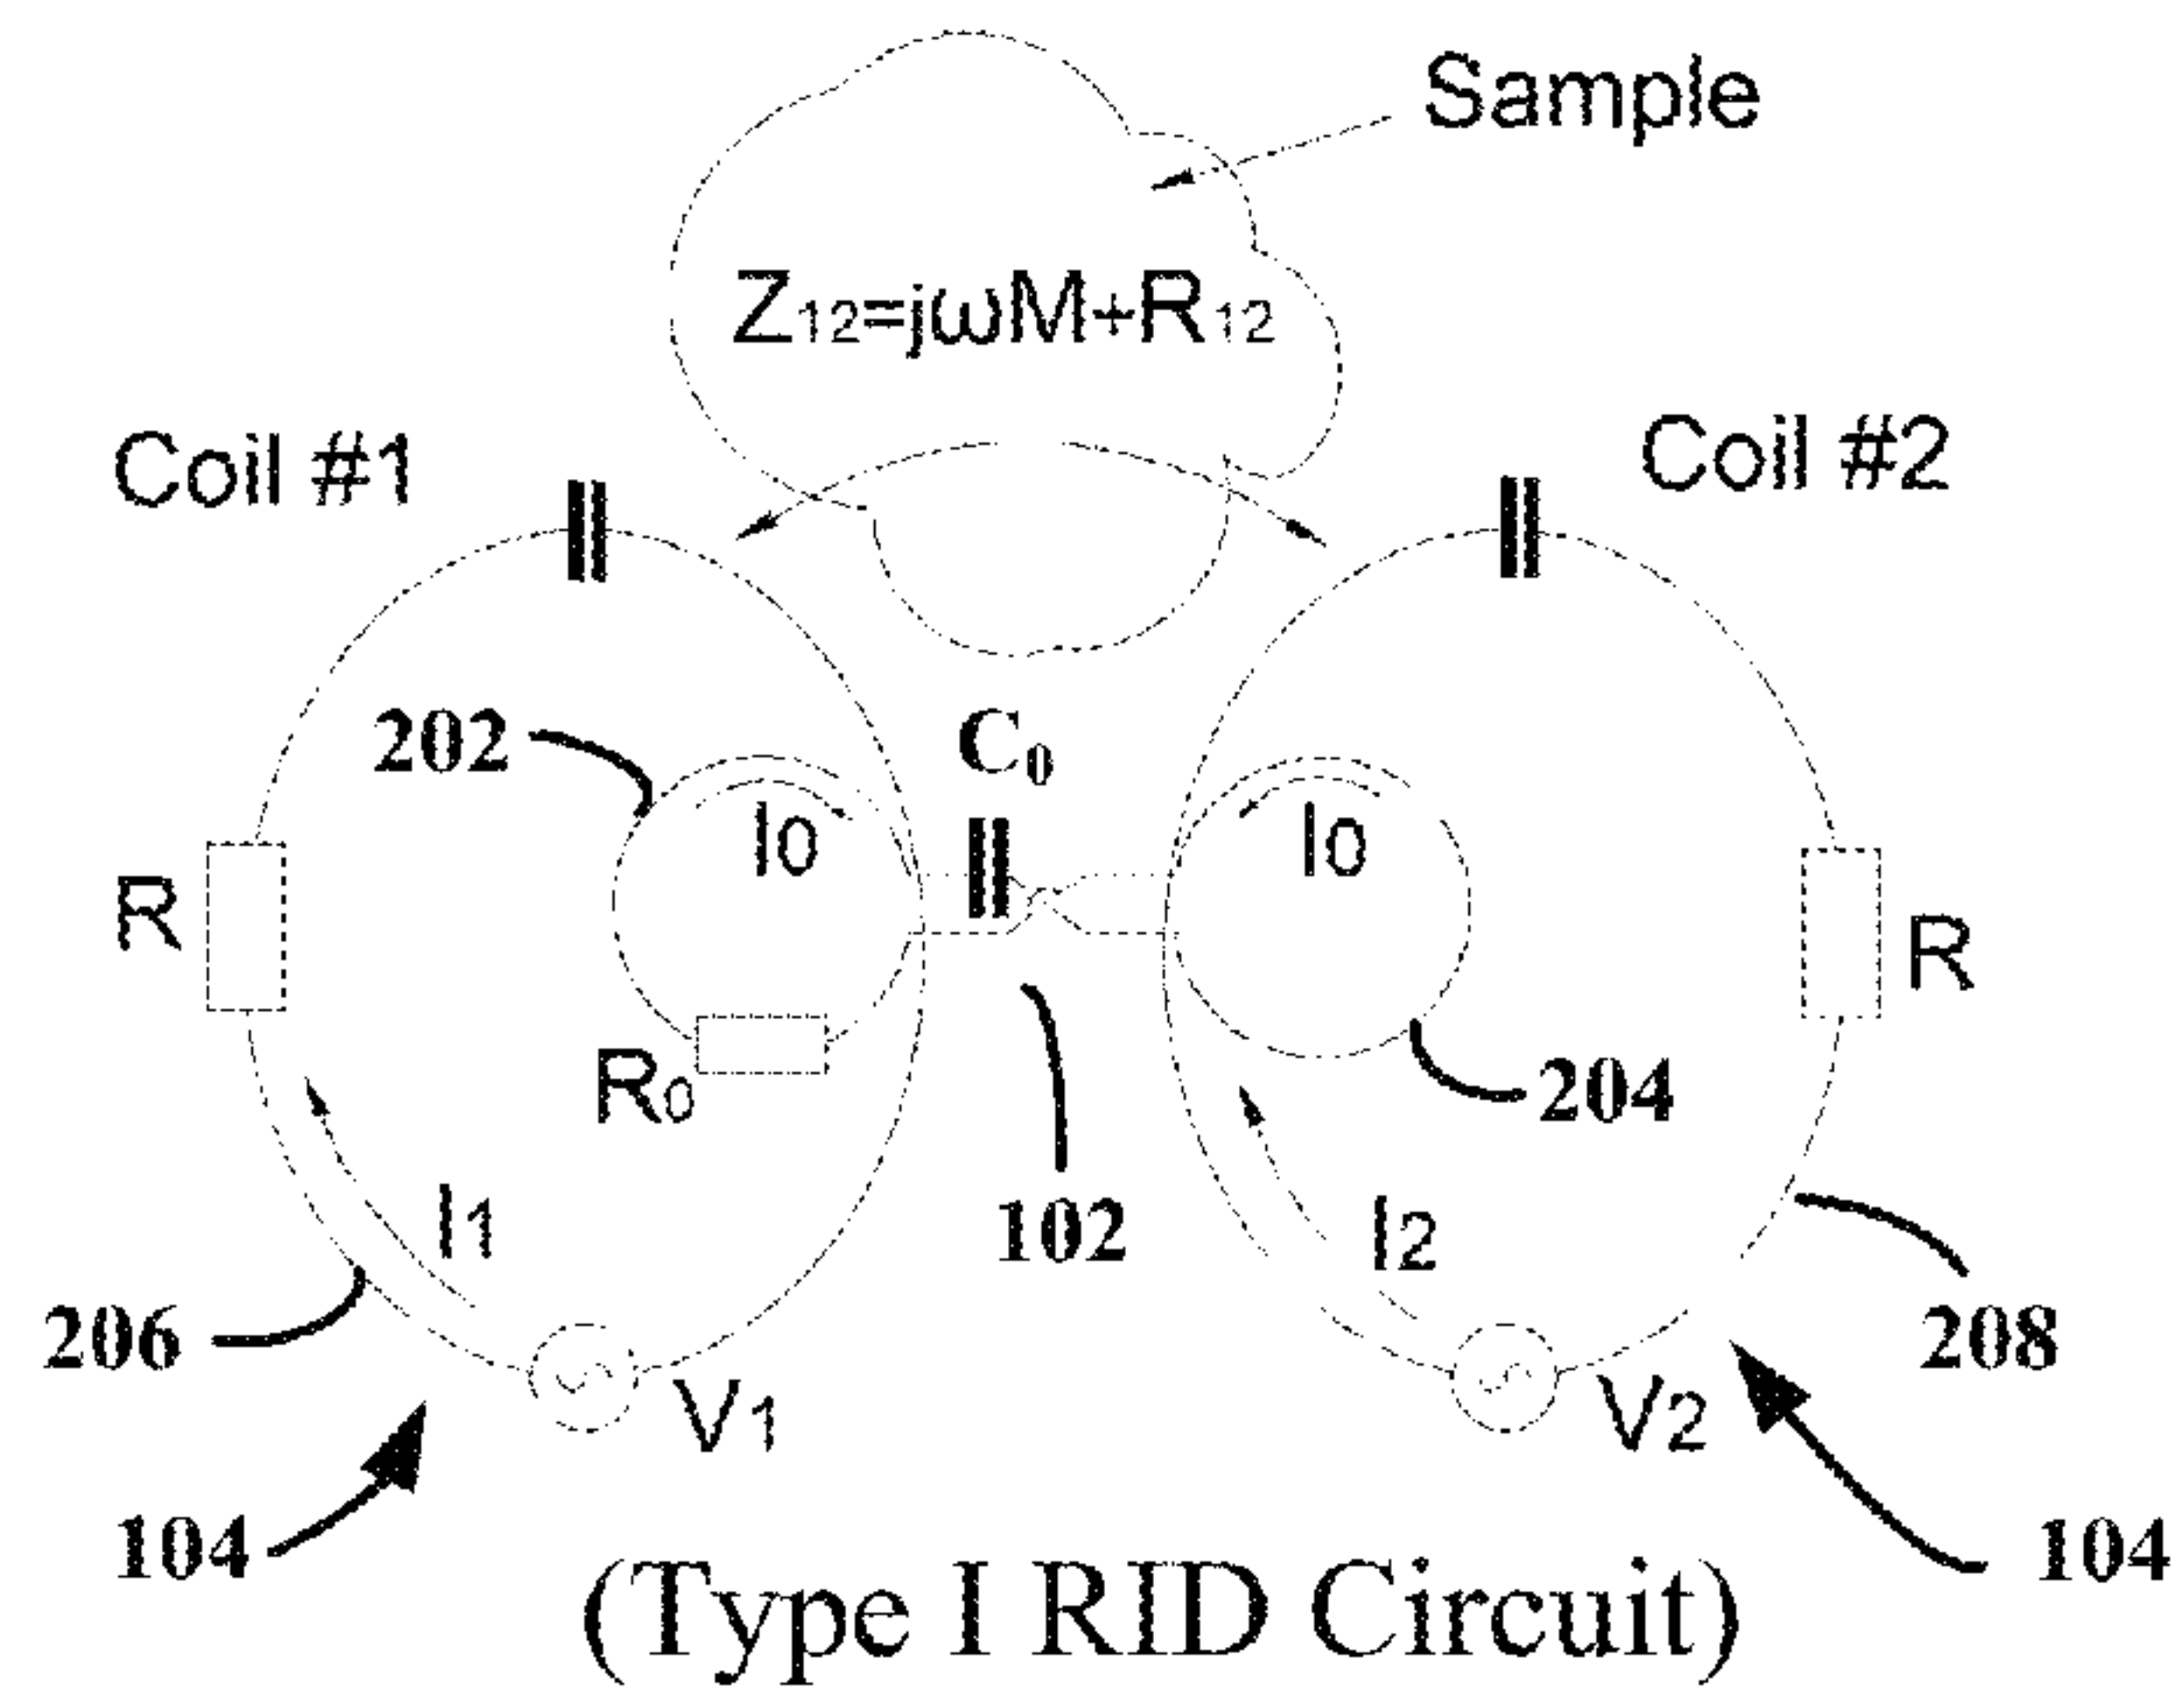 Sample
Z12=jωM+R12
Coil #1
Coil #2
202
C0
I0
I0
R
R
R0
204
I1
102
I2
206
208
V1
V2
104
104
(Type I RID Circuit)